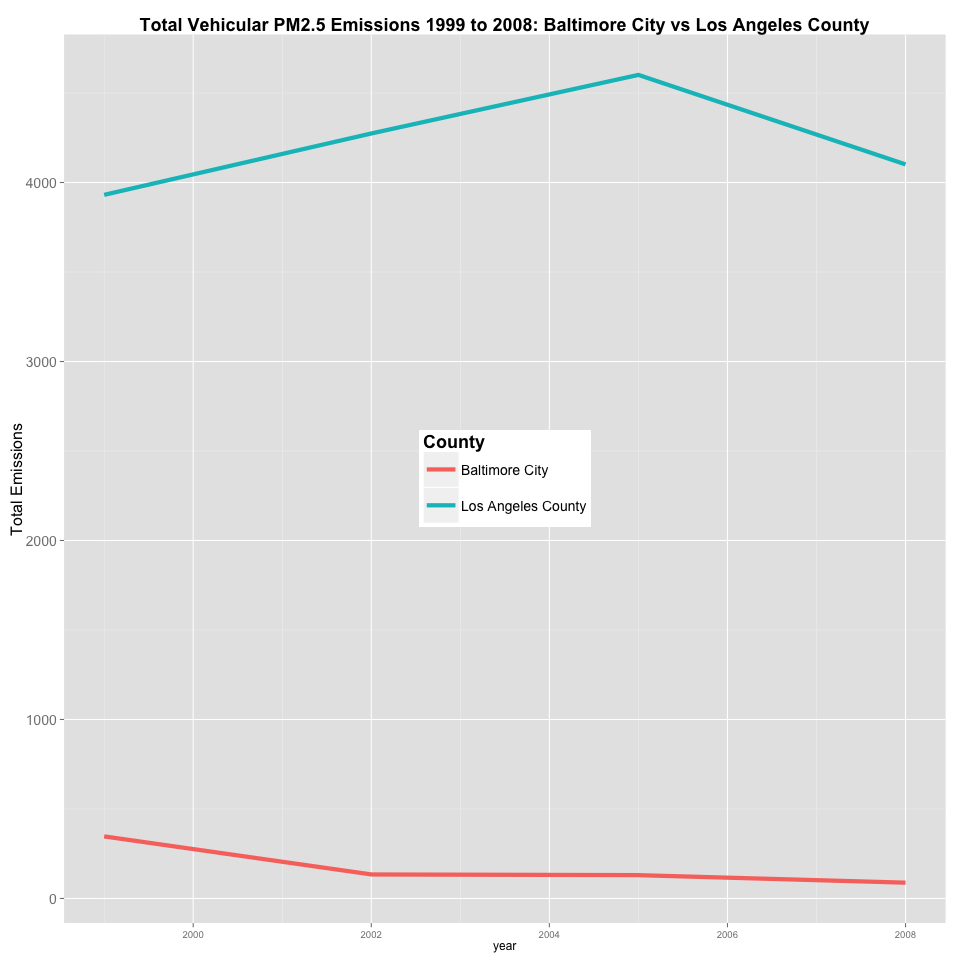 Total Vehicular PM2.5 Emissions 1999 to 2008: Baltimore City vs Los Angeles County
4000
3000
2000
1000
0
Total Emissions
County
Baltimore City
Los Angeles County
2000
2002
2004
2006
2008
year